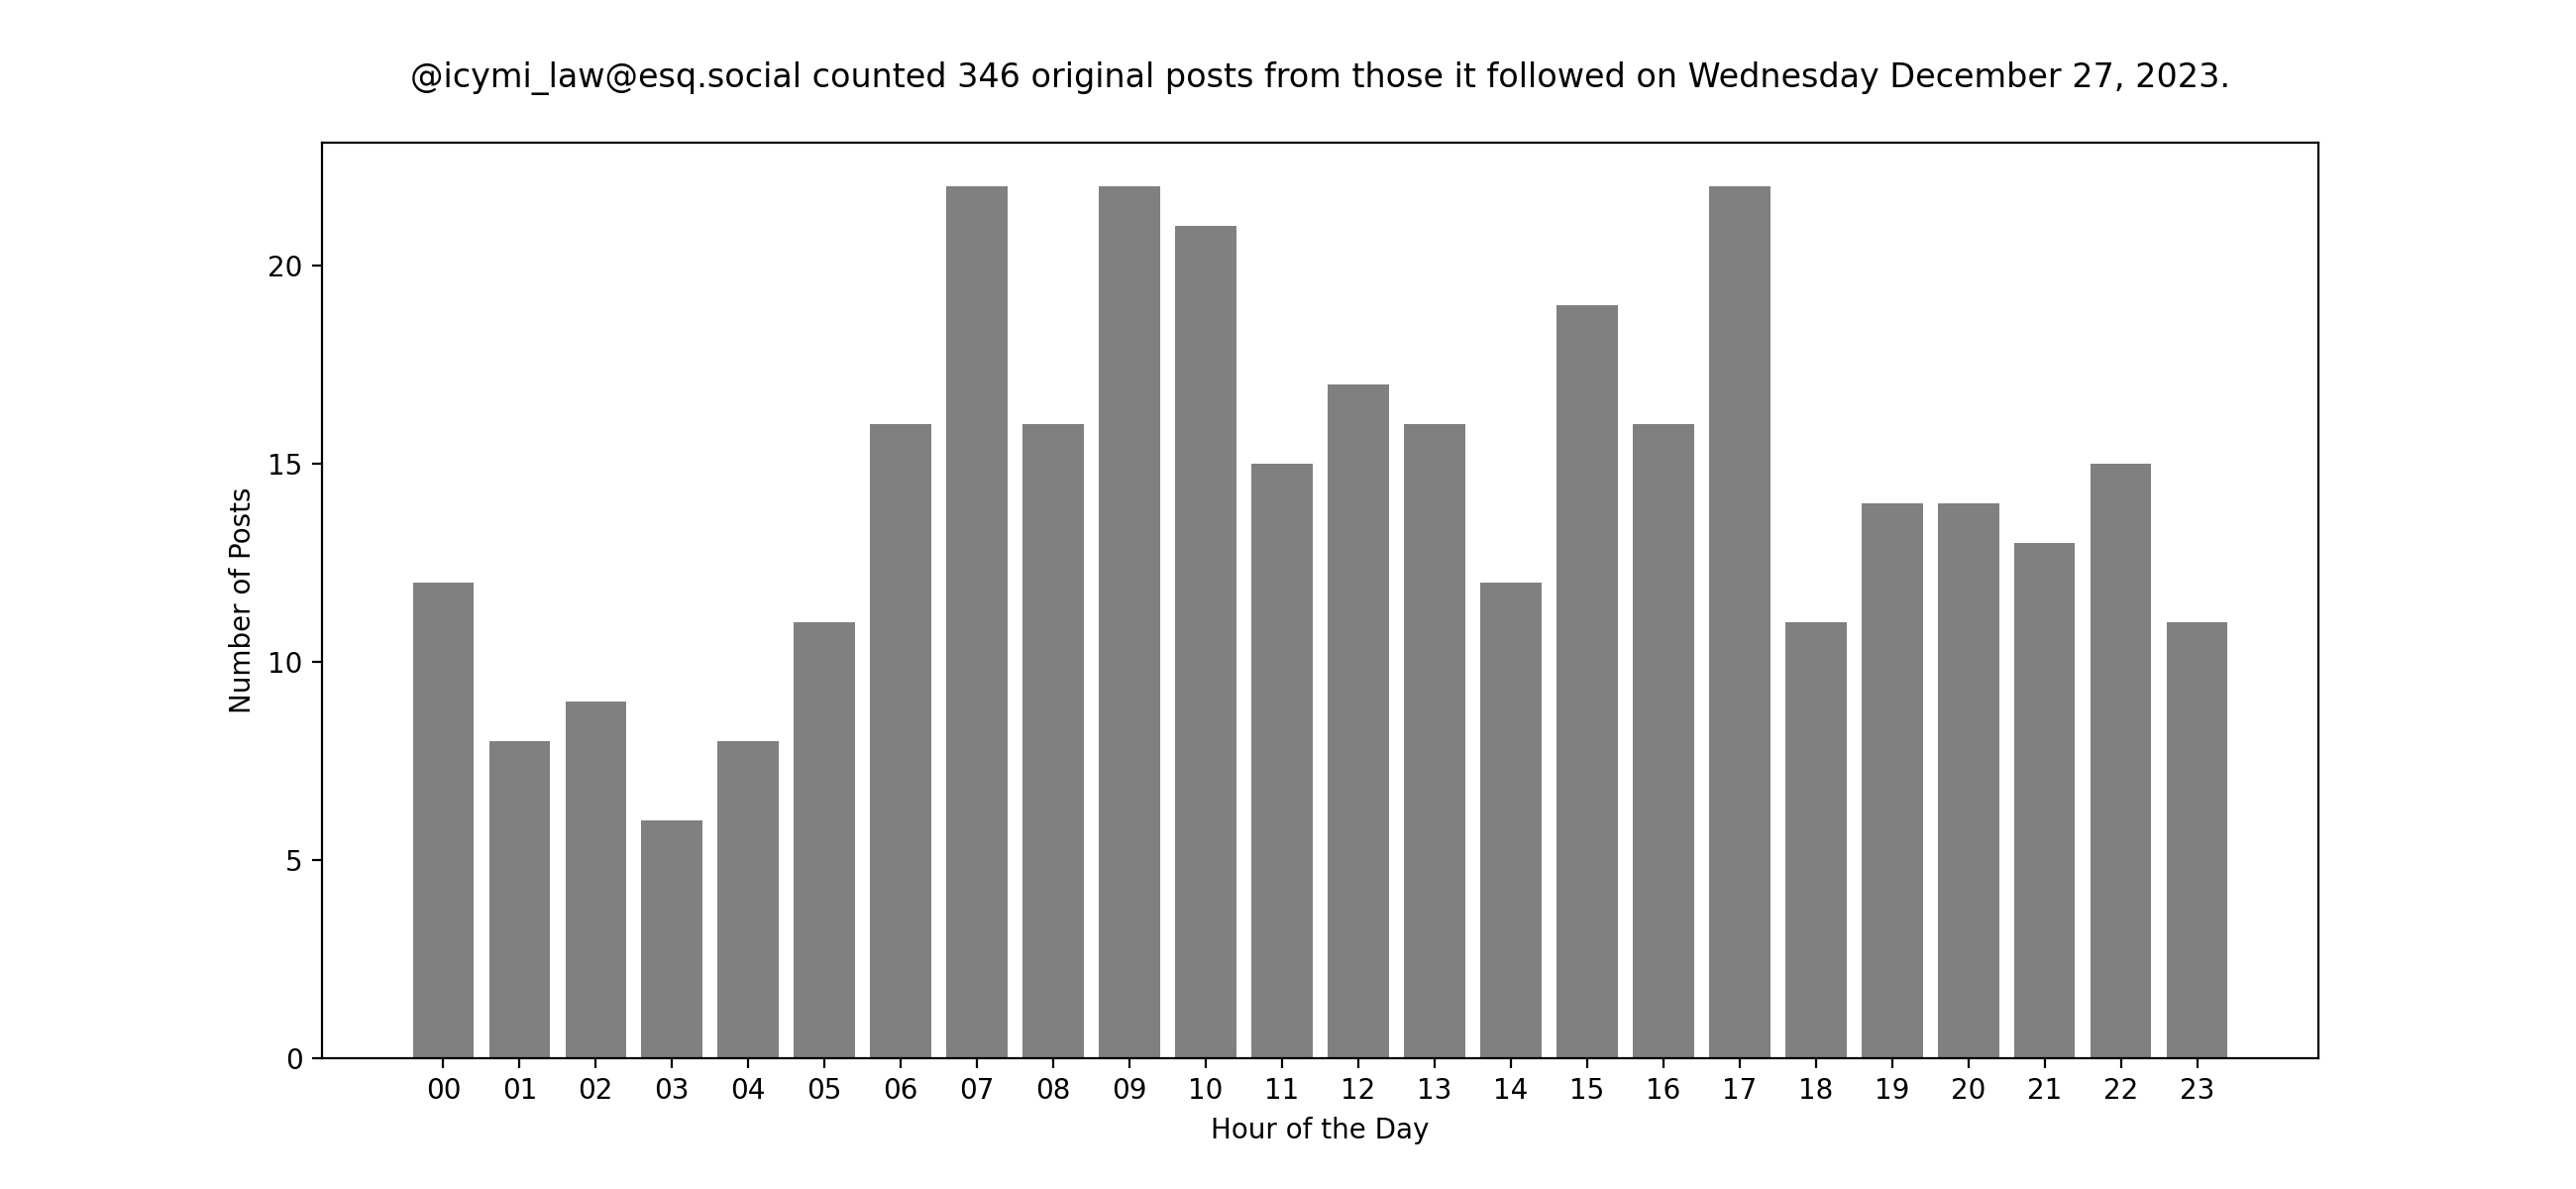 @icymi_law@esq.social counted 346 original posts from those it followed on Wednesday December 27, 2023.
Number of Posts
20
15
10
5
0
00 01 02 03 04 05 06 07 08 09 10 11 12 13 14 15 16 17 18 19 20 21 22 23
Hour of the Day